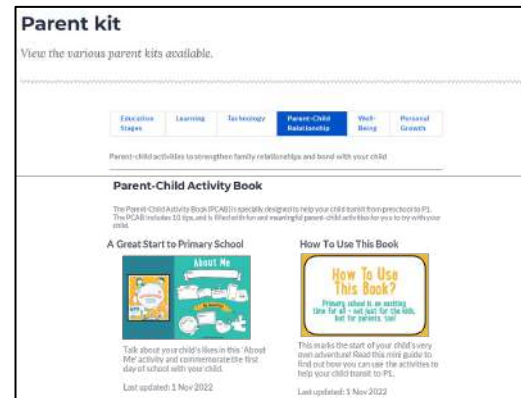 Parent kit
View the various parent kits available.
Education Stages
Learning
Technology
Parent-Child Relationship
Well-Being
Personal Growth
Parent-child activities to strengthen family relationships and bond with your child
Parent-Child Activity Book
The Parent-Child Activity Book (PCAB) is specially designed to help your child transit from preschool to P1.
The PCAB includes 10 tips, and is filled with fun and meaningful parent-child activities for you to try with your
child.
A Great Start to Primary School
About Me
Talk about your child's likes in this 'About
Me' activity and commemorate the first
day of school with your child.
Last updated: 1 Nov 2022
How To Use This Book
How To Use
This Book?
Primary school is an exciting
time for all - not just for the kids,
but for parents, too!
This marks the start of your child's very
own adventure! Read this mini guide to
find out how you can use the activities to
help your child transit to P1.
Last updated: 1 Nov 2022